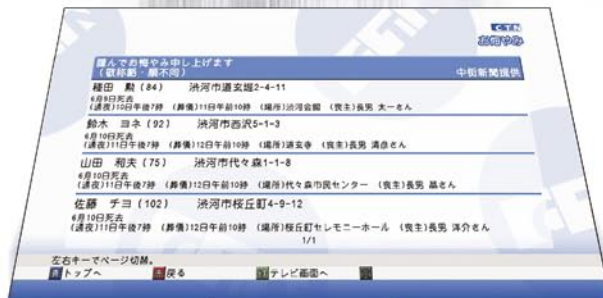 CTN
お悔やみ
謹んでお悔やみ申し上げます
(敬称略・順不同)
中街新聞提供
種田 勲(84) 渋河市道玄堀2-4-11
6月9日死去
(通夜)10日午後7時 (葬儀)11日午前10時 (場所)渋河会館 (喪主)長男 太一さん
鈴木 ヨネ(92) 渋河市西沢5-1-3
6月10日死去
(通夜)11日午後7時 (葬儀)12日午前10時 (場所)道玄寺 (喪主)長男 清彦さん
山田 和夫(75) 渋河市代々森1-1-8
6月10日死去
(通夜)11日午後7時 (葬儀)12日午前10時 (場所)代々森市民センター (喪主)長男 晶さん
佐藤 チヨ(102) 渋河市桜丘町4-9-12
6月10日死去
(通夜)11日午後7時 (葬儀)12日午前10時 (場所)桜丘町セレモニーホール (喪主)長男 洋介さん
1/1
左右キーでページ切替。
青 トップへ 赤 戻る 緑 テレビ画面へ